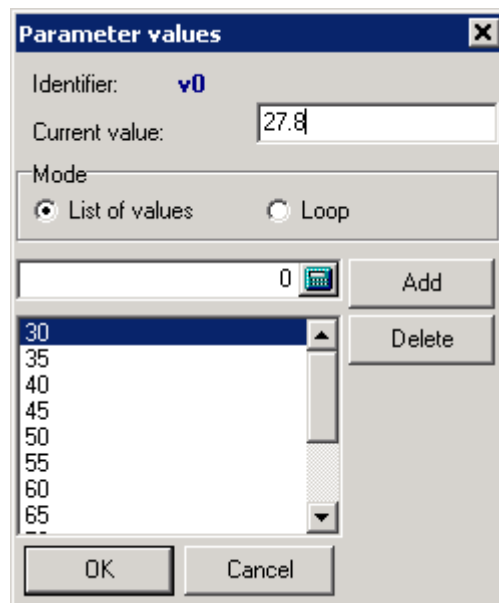 Parameter values
Identifier: v0
Current value: 27.8
Mode
List of values Loop
0 Add
Delete
30
35
40
45
50
55
60
65
OK Cancel